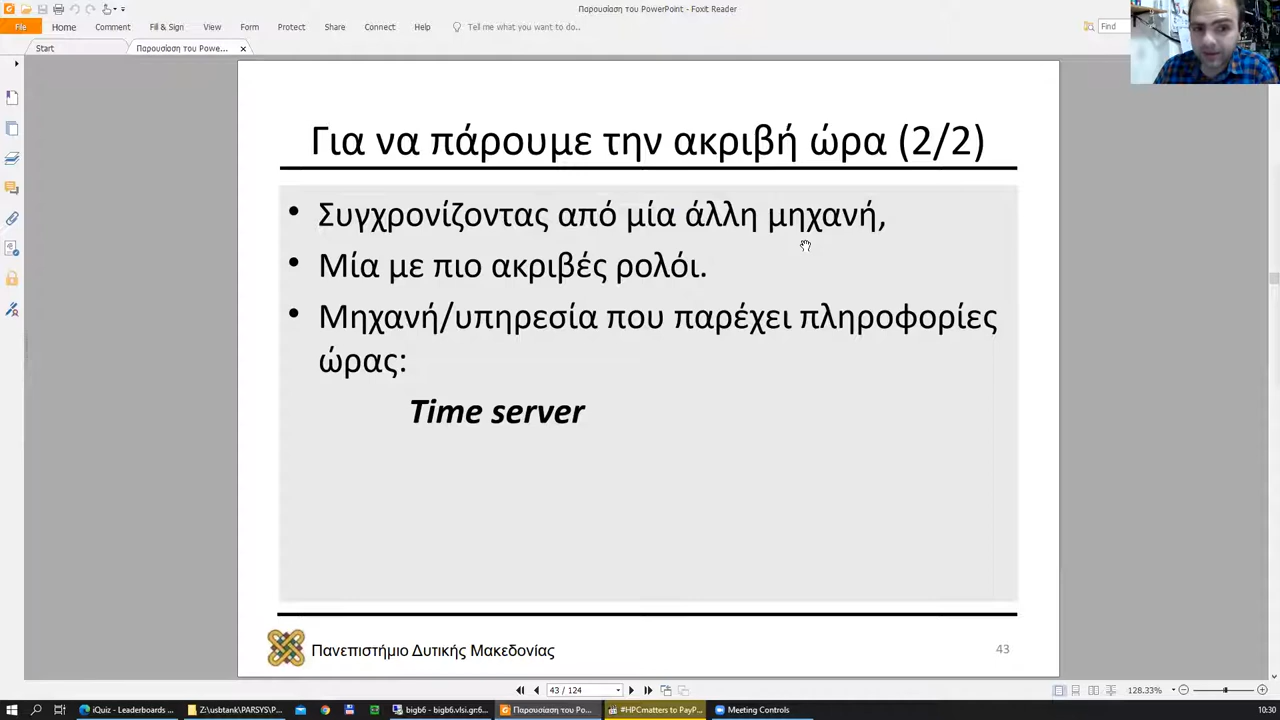 Παρουσίαση του PowerPoint - Foxit Reader
File Home Comment Fill & Sign View Form Protect Share Connect Help Tell me what you want to do... Find
Start Παρουσίαση του Powe...
Για να πάρουμε την ακριβή ώρα (2/2)
• Συγχρονίζοντας από μία άλλη μηχανή,
• Μία με πιο ακριβές ρολόι.
• Μηχανή/υπηρεσία που παρέχει πληροφορίες
ώρας:
Time server
Πανεπιστήμιο Δυτικής Μακεδονίας
43
43 / 124 128.33%
iQuiz - Leaderboards ... Z:\usbtank\PARSYS\P... bigb6 - bigb6.vlsi.gr:6... Παρουσίαση του Po... #HPCmatters to PayP... Meeting Controls 10:30